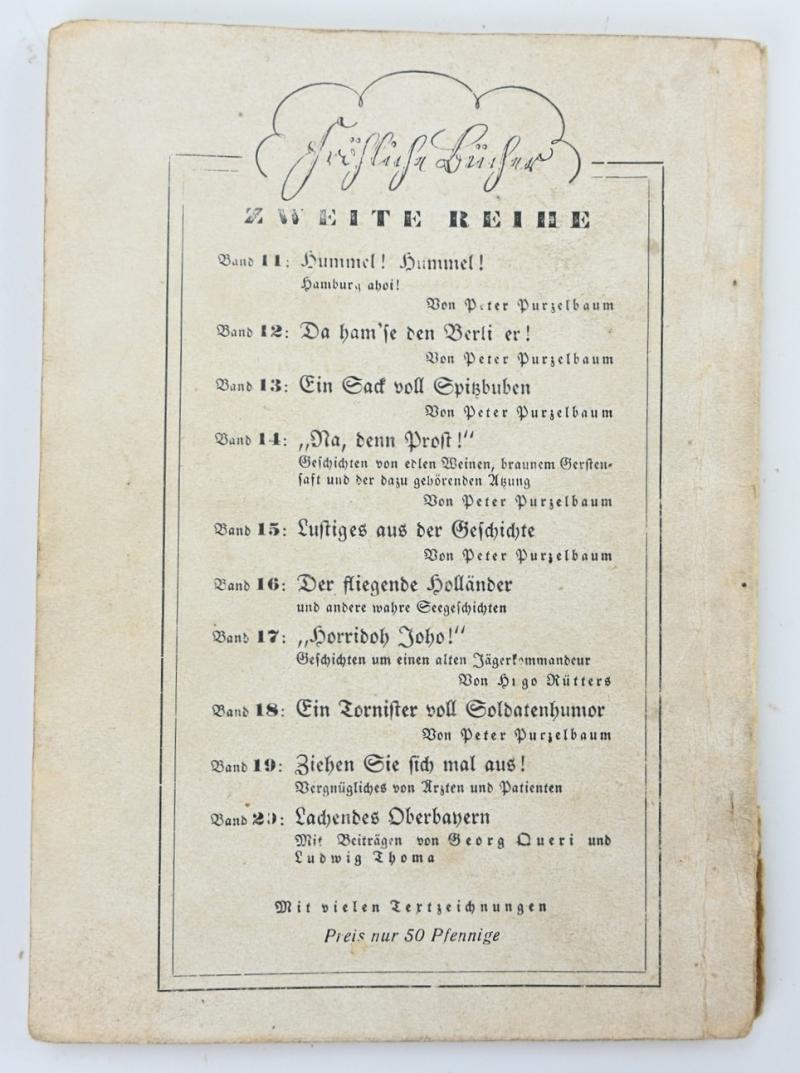 Fröhliche Bücher
ZWEITE REIHE
Band 11: Hummel! Hummel!
Hamburg ahoi!
Von Peter Purzelbaum
Band 12: Da ham'se den Berli er!
Von Peter Purzelbaum
Band 13: Ein Sack voll Spitzbuben
Von Peter Purzelbaum
Band 14: „Na, denn Prost!“
Geschichten von edlen Weinen, braunem Gersten-
saft und der dazu gehörenden Atzung
Von Peter Purzelbaum
Band 15: Lustiges aus der Geschichte
Von Peter Purzelbaum
Band 16: Der fliegende Holländer
und andere wahre Seegeschichten
Band 17: „Horridoh Joho!“
Geschichten um einen alten Jägerkommandeur
Von Hugo Rütters
Band 18: Ein Tornister voll Soldatenhumor
Von Peter Purzelbaum
Band 19: Ziehen Sie sich mal aus!
Vergnügliches von Ärzten und Patienten
Band 20: Lachendes Oberbayern
Mit Beiträgen von Georg Queri und
Ludwig Thoma
Mit vielen Textzeichnungen
Preis nur 50 Pfennige